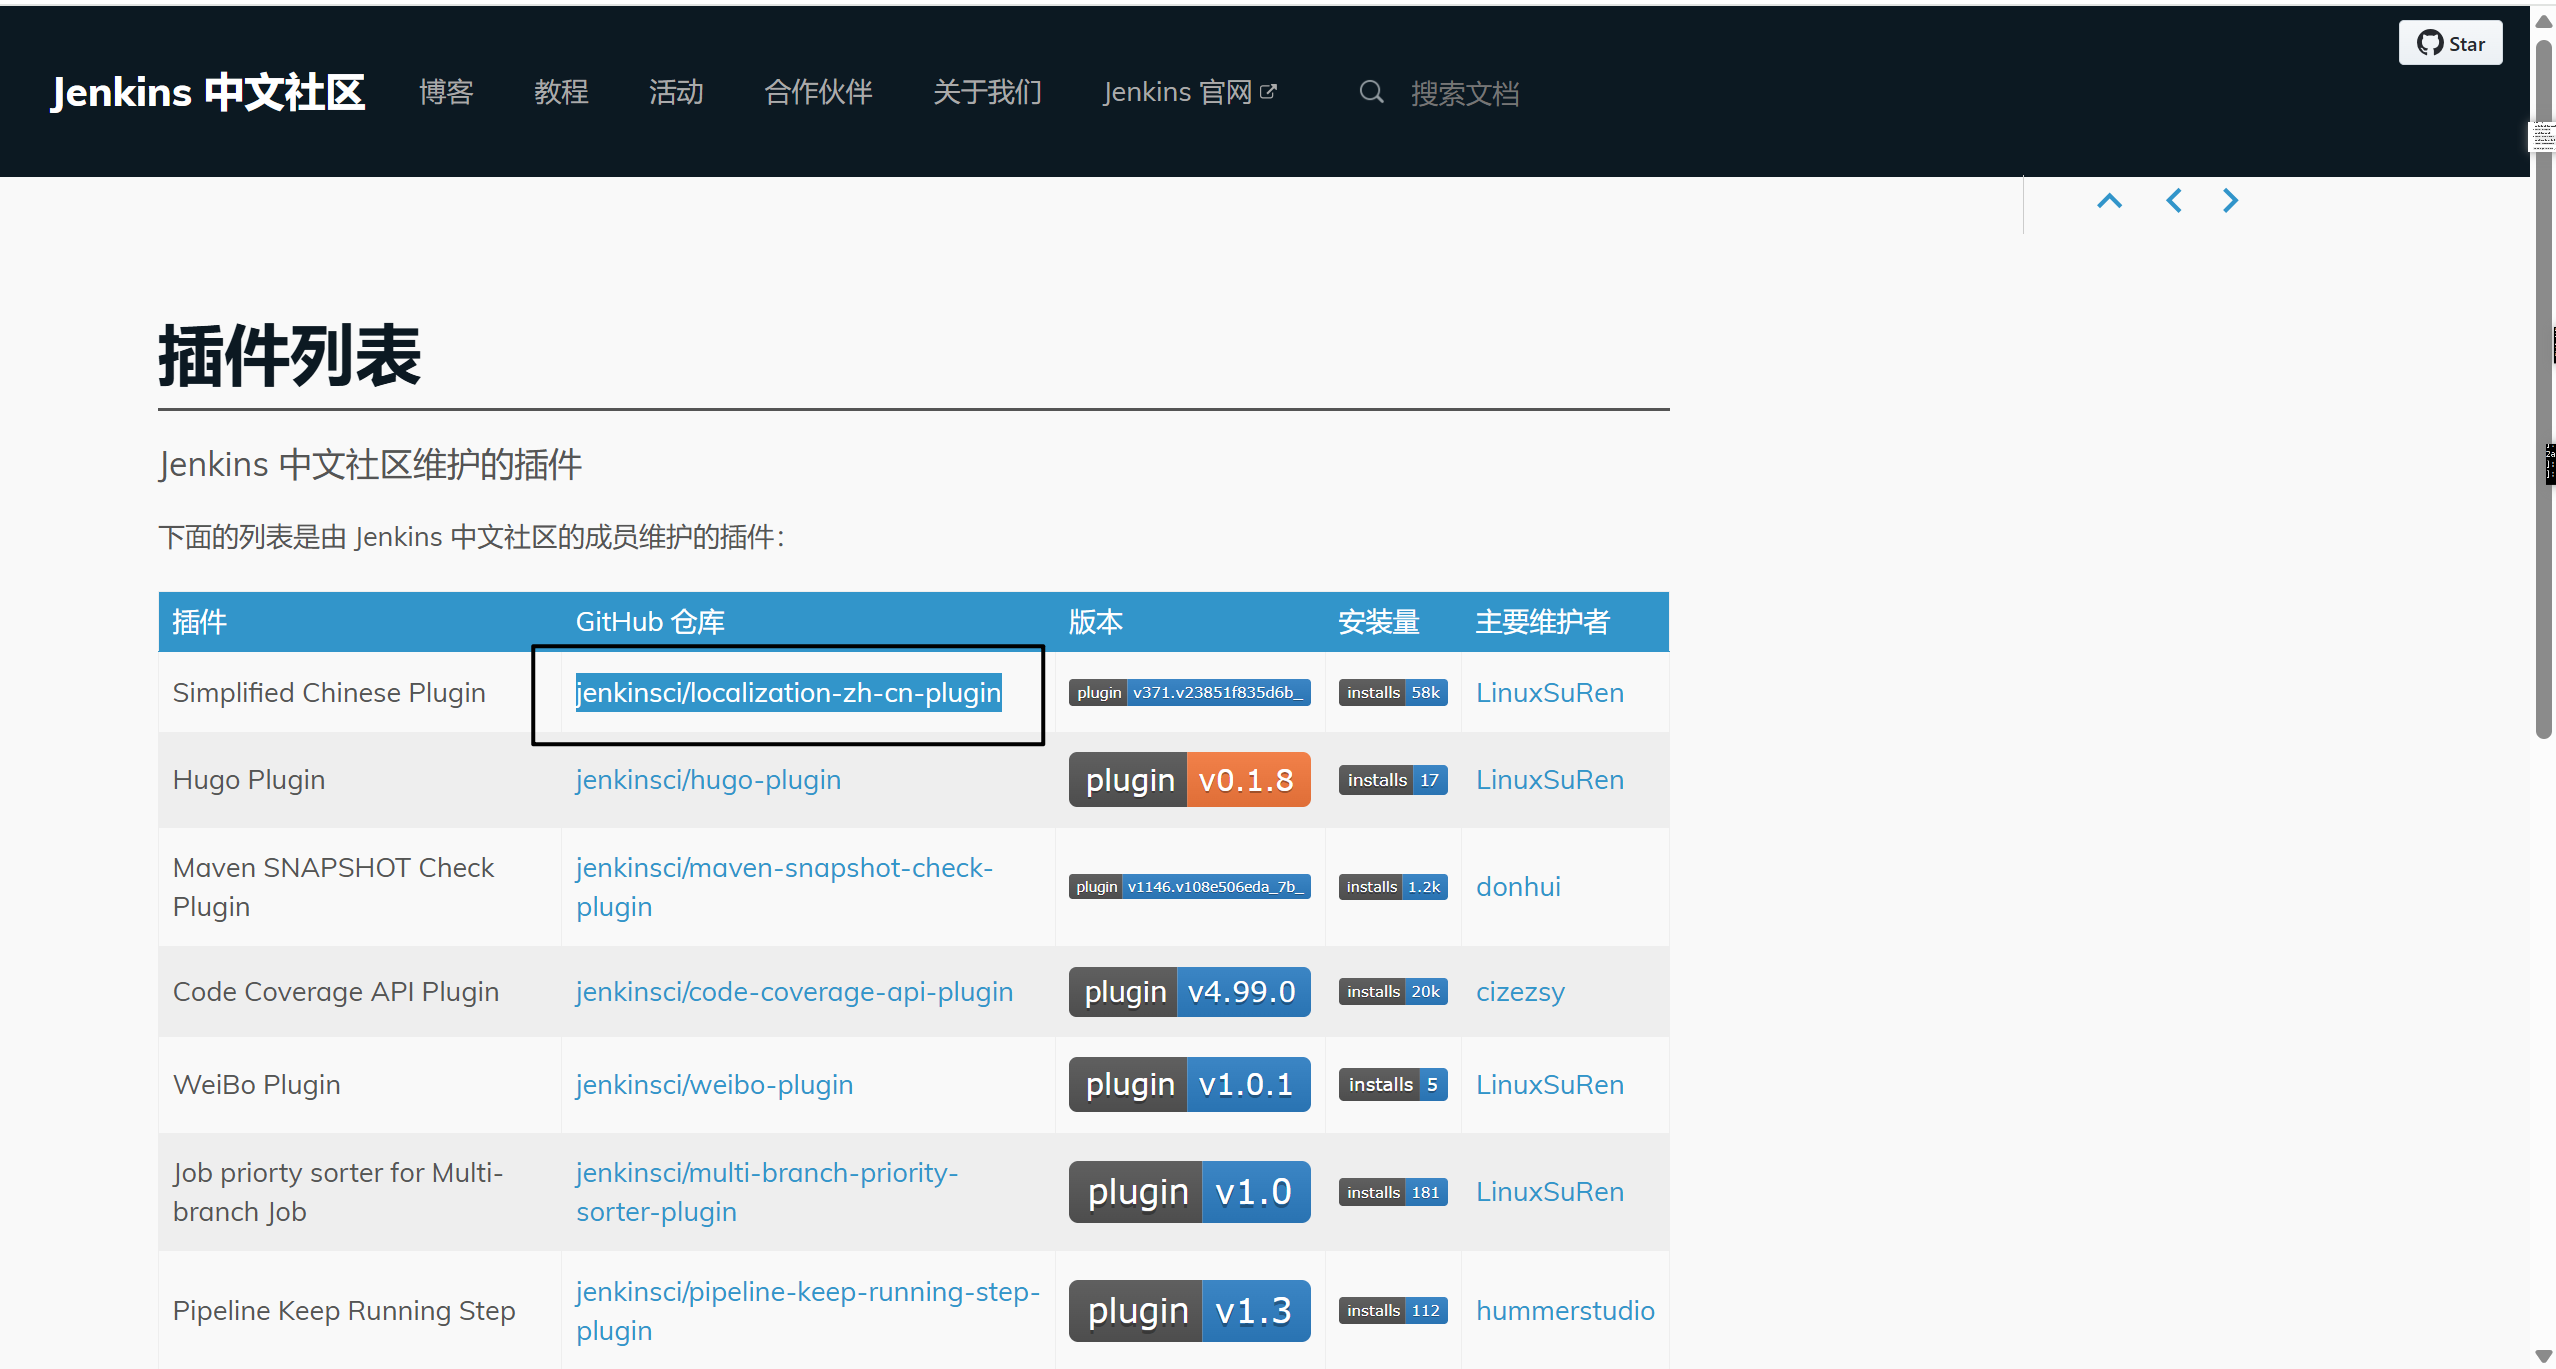 Star
Jenkins 中文社区 博客 教程 活动 合作伙伴 关于我们 Jenkins 官网 搜索文档
插件列表
Jenkins 中文社区维护的插件
下面的列表是由 Jenkins 中文社区的成员维护的插件：
插件 GitHub 仓库 版本 安装量 主要维护者
Simplified Chinese Plugin jenkinsci/localization-zh-cn-plugin plugin v371.v23851f835d6b_ installs 58k LinuxSuRen
Hugo Plugin jenkinsci/hugo-plugin plugin v0.1.8 installs 17 LinuxSuRen
Maven SNAPSHOT Check jenkinsci/maven-snapshot-check- plugin v1146.v108e506eda_7b_ installs 1.2k donhui
Plugin plugin
Code Coverage API Plugin jenkinsci/code-coverage-api-plugin plugin v4.99.0 installs 20k cizezsy
WeiBo Plugin jenkinsci/weibo-plugin plugin v1.0.1 installs 5 LinuxSuRen
Job priorty sorter for Multi- jenkinsci/multi-branch-priority- plugin v1.0 installs 181 LinuxSuRen
branch Job sorter-plugin
Pipeline Keep Running Step jenkinsci/pipeline-keep-running-step- plugin v1.3 installs 112 hummerstudio
plugin